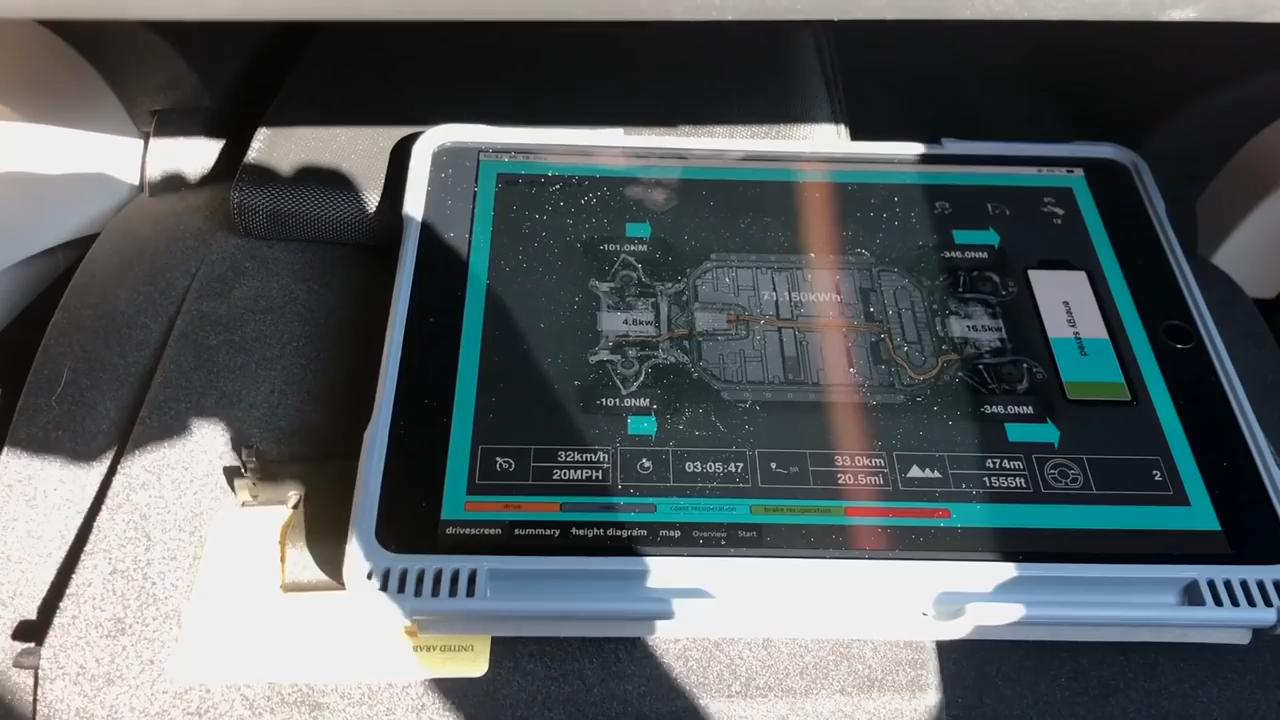 -101.0NM
-346.0NM
71.150kWh
4.8kw
16.5kw
energy saved
-101.0NM
-346.0NM
32km/h
20MPH
03:05:47
33.0km
20.5mi
474m
1555ft
2
drive
coast recuperation
brake recuperation
drivescreen summary height diagram map Overview Start
UNITED ARAB